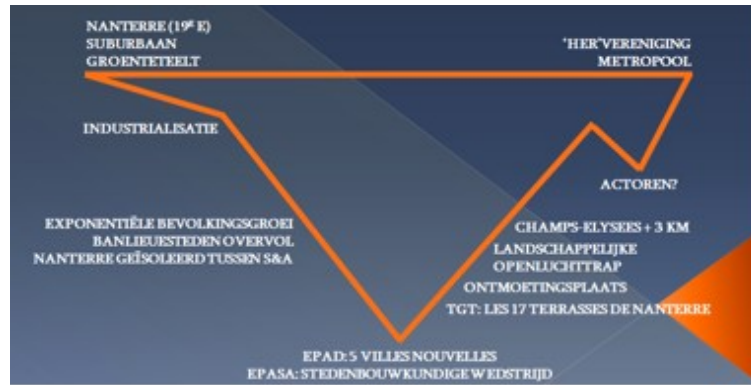 NANTERRE (19ᴱ E)
SUBURBAAN
GROENTETEELT
'HER'VERENIGING
METROPOOL
INDUSTRIALISATIE
ACTOREN?
EXPONENTIËLE BEVOLKINGSGROEI
BANLIEUESTEDEN OVERVOL
NANTERRE GEÏSOLEERD TUSSEN S&A
CHAMPS-ELYSEES + 3 KM
LANDSCHAPPELIJKE
OPENLUCHTTRAP
ONTMOETINGSPLAATS
TGT: LES 17 TERRASSES DE NANTERRE
EPAD: 5 VILLES NOUVELLES
EPASA: STEDENBOUWKUNDIGE WEDSTRIJD